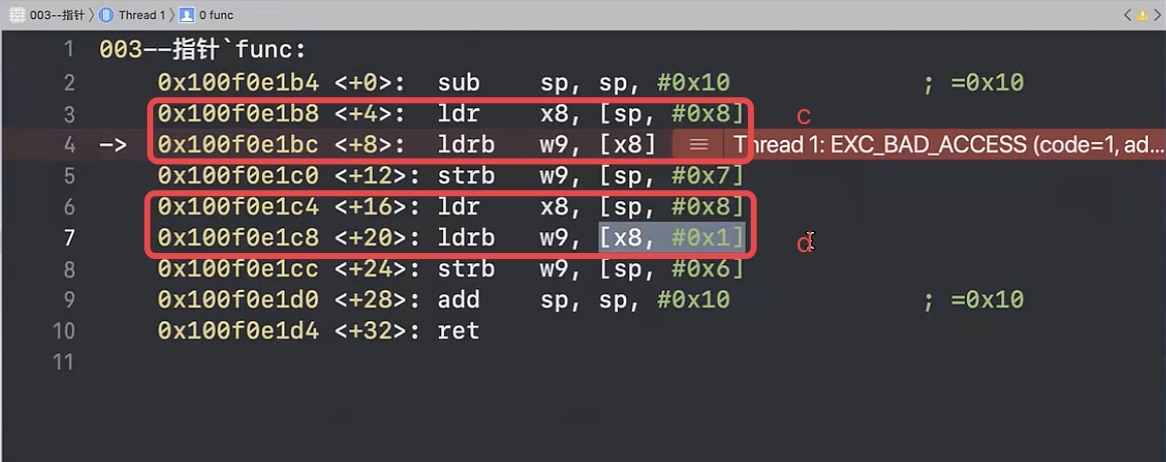 003--指针 〉 Thread 1 〉 0 func
1 003--指针`func:
2 0x100f0e1b4 <+0>: sub sp, sp, #0x10 ; =0x10
3 0x100f0e1b8 <+4>: ldr x8, [sp, #0x8] c
4 -> 0x100f0e1bc <+8>: ldrb w9, [x8] Thread 1: EXC_BAD_ACCESS (code=1, ad...
5 0x100f0e1c0 <+12>: strb w9, [sp, #0x7]
6 0x100f0e1c4 <+16>: ldr x8, [sp, #0x8]
7 0x100f0e1c8 <+20>: ldrb w9, [x8, #0x1] d
8 0x100f0e1cc <+24>: strb w9, [sp, #0x6]
9 0x100f0e1d0 <+28>: add sp, sp, #0x10 ; =0x10
10 0x100f0e1d4 <+32>: ret
11